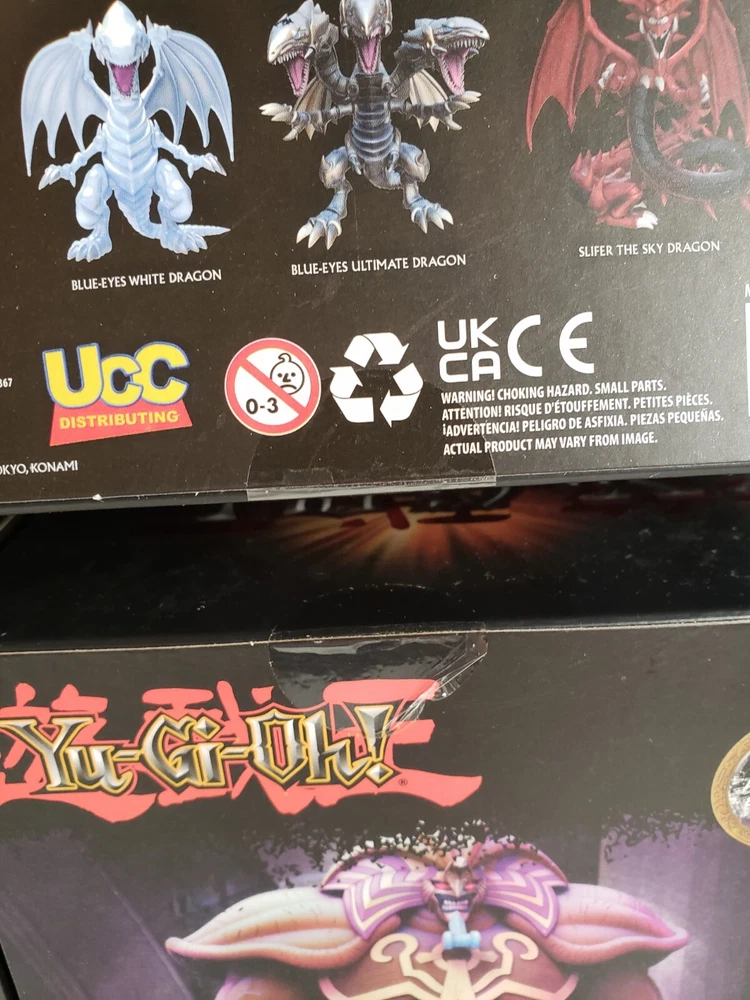 BLUE-EYES WHITE DRAGON
BLUE-EYES ULTIMATE DRAGON
SLIFER THE SKY DRAGON
367
UCC
DISTRIBUTING
0-3
UK
CA
CE
WARNING! CHOKING HAZARD. SMALL PARTS.
ATTENTION! RISQUE D'ÉTOUFFEMENT. PETITES PIÈCES.
¡ADVERTENCIA! PELIGRO DE ASFIXIA. PIEZAS PEQUEÑAS.
ACTUAL PRODUCT MAY VARY FROM IMAGE.
OKYO, KONAMI
Yu-Gi-Oh!®